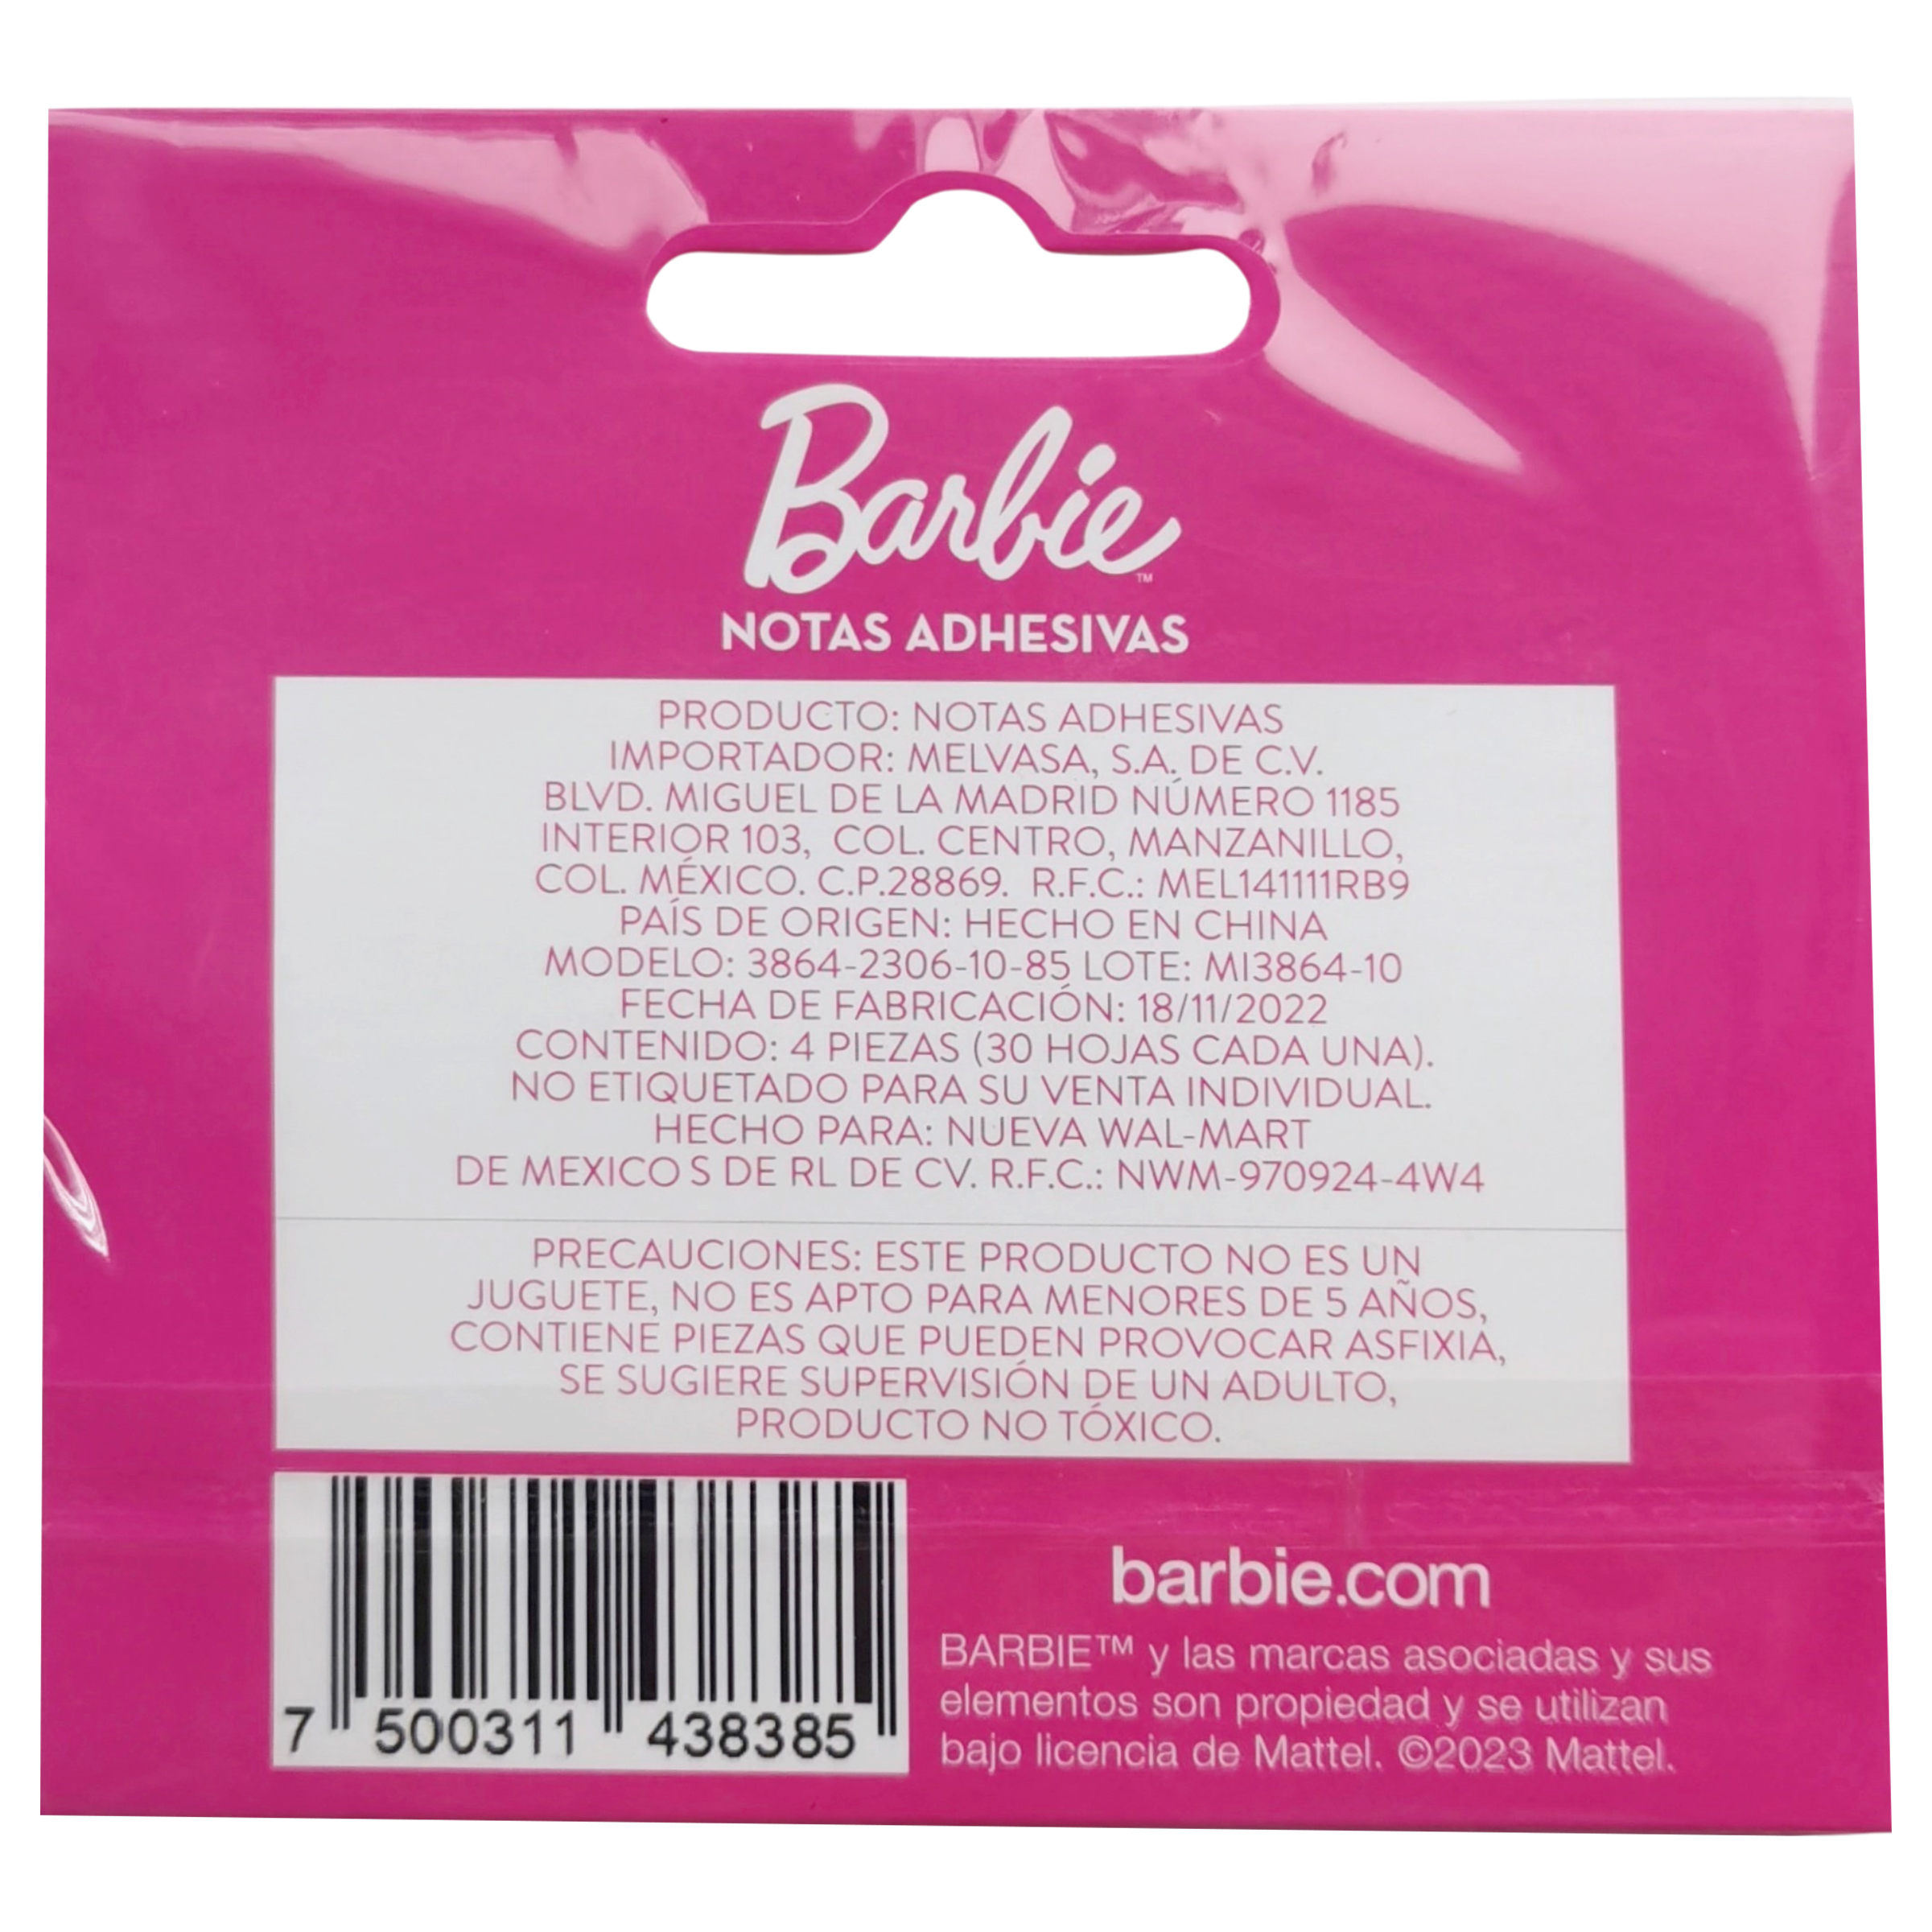 Barbie™
NOTAS ADHESIVAS
PRODUCTO: NOTAS ADHESIVAS
IMPORTADOR: MELVASA, S.A. DE C.V.
BLVD. MIGUEL DE LA MADRID NÚMERO 1185
INTERIOR 103, COL. CENTRO, MANZANILLO,
COL. MÉXICO. C.P.28869. R.F.C.: MEL141111RB9
PAÍS DE ORIGEN: HECHO EN CHINA
MODELO: 3864-2306-10-85 LOTE: MI3864-10
FECHA DE FABRICACIÓN: 18/11/2022
CONTENIDO: 4 PIEZAS (30 HOJAS CADA UNA).
NO ETIQUETADO PARA SU VENTA INDIVIDUAL.
HECHO PARA: NUEVA WAL-MART
DE MEXICO S DE RL DE CV. R.F.C.: NWM-970924-4W4
PRECAUCIONES: ESTE PRODUCTO NO ES UN
JUGUETE, NO ES APTO PARA MENORES DE 5 AÑOS,
CONTIENE PIEZAS QUE PUEDEN PROVOCAR ASFIXIA,
SE SUGIERE SUPERVISIÓN DE UN ADULTO,
PRODUCTO NO TÓXICO.
7 500311 438385
barbie.com
BARBIE™ y las marcas asociadas y sus
elementos son propiedad y se utilizan
bajo licencia de Mattel. ©2023 Mattel.